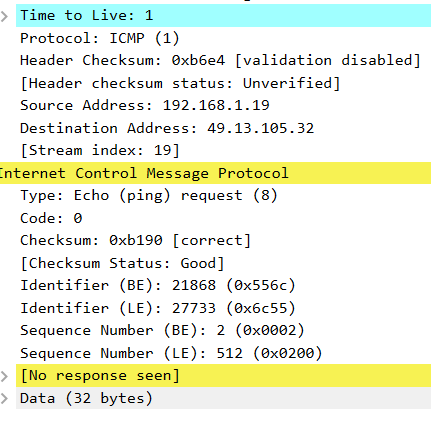 Time to Live: 1
Protocol: ICMP (1)
Header Checksum: 0xb6e4 [validation disabled]
[Header checksum status: Unverified]
Source Address: 192.168.1.19
Destination Address: 49.13.105.32
[Stream index: 19]
Internet Control Message Protocol
Type: Echo (ping) request (8)
Code: 0
Checksum: 0xb190 [correct]
[Checksum Status: Good]
Identifier (BE): 21868 (0x556c)
Identifier (LE): 27733 (0x6c55)
Sequence Number (BE): 2 (0x0002)
Sequence Number (LE): 512 (0x0200)
[No response seen]
Data (32 bytes)